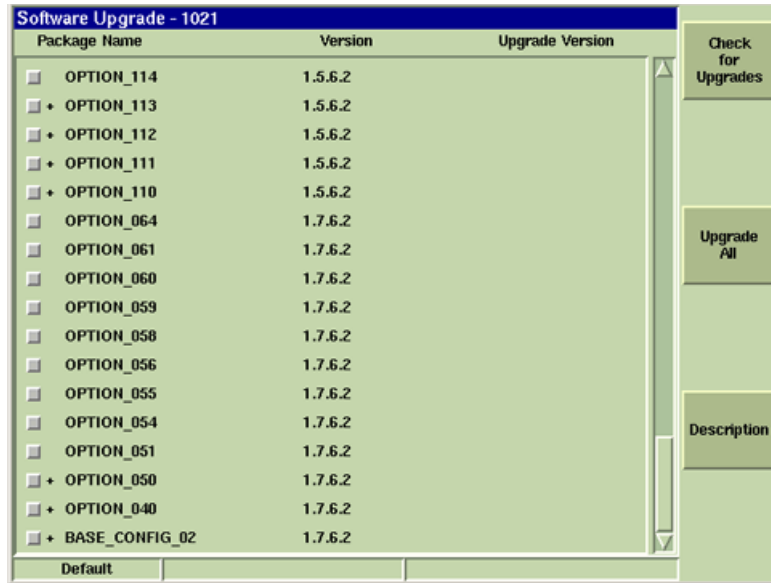 Software Upgrade - 1021
Package Name Version Upgrade Version
OPTION_114 1.5.6.2
+ OPTION_113 1.5.6.2
+ OPTION_112 1.5.6.2
+ OPTION_111 1.5.6.2
+ OPTION_110 1.5.6.2
OPTION_064 1.7.6.2
OPTION_061 1.7.6.2
OPTION_060 1.7.6.2
OPTION_059 1.7.6.2
OPTION_058 1.7.6.2
OPTION_056 1.7.6.2
OPTION_055 1.7.6.2
OPTION_054 1.7.6.2
OPTION_051 1.7.6.2
+ OPTION_050 1.7.6.2
+ OPTION_040 1.7.6.2
+ BASE_CONFIG_02 1.7.6.2
Default
Check
for
Upgrades
Upgrade
All
Description